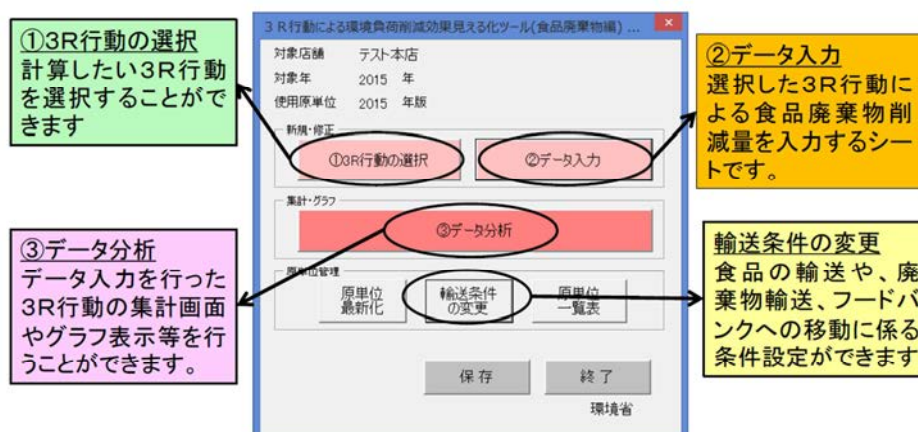 ①3R行動の選択
計算したい3R行動
を選択することがで
きます
3R行動による環境負荷削減効果見える化ツール(食品廃棄物編) ...
対象店舗 テスト本店
対象年 2015 年
使用原単位 2015 年版
新規・修正
①3R行動の選択
②データ入力
集計・グラフ
③データ分析
原単位管理
原単位
最新化
輸送条件
の変更
原単位
一覧表
保存
終了
環境省
②データ入力
選択した3R行動に
よる食品廃棄物削
減量を入力するシー
トです。
③データ分析
データ入力を行った
3R行動の集計画面
やグラフ表示等を行
うことができます。
輸送条件の変更
食品の輸送や、廃
棄物輸送、フードバ
ンクへの移動に係る
条件設定ができます